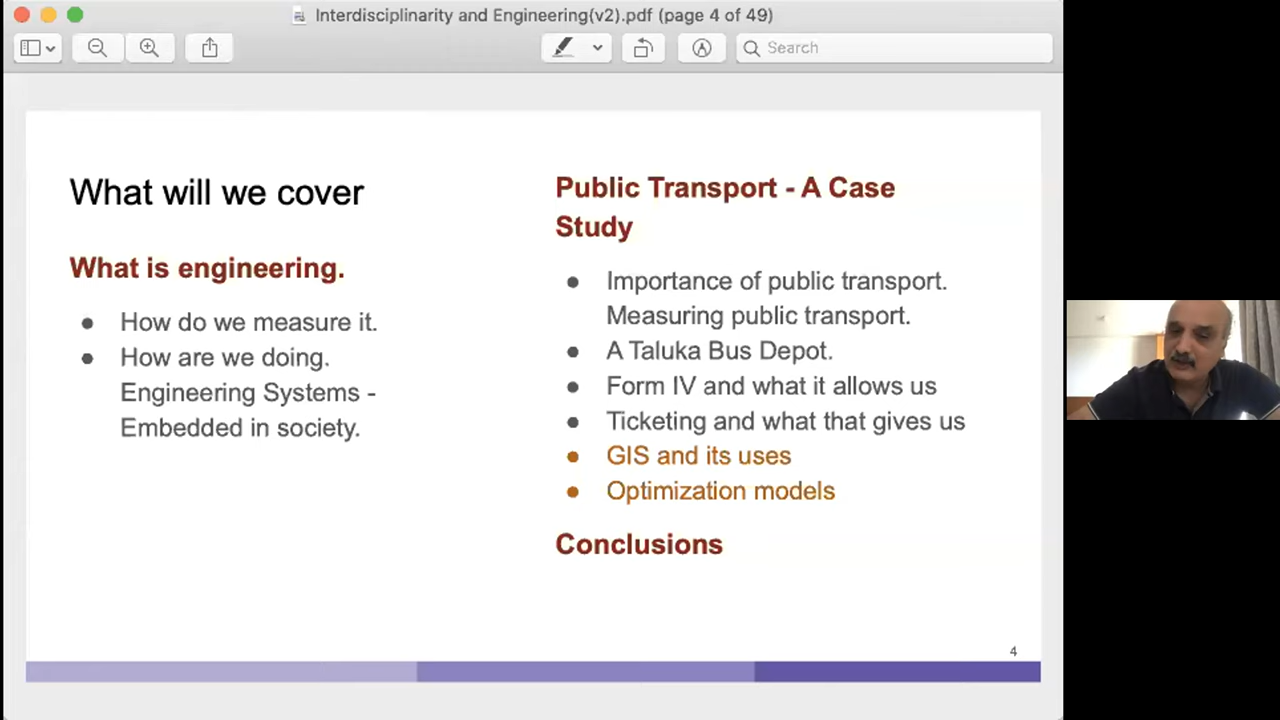 Interdisciplinarity and Engineering(v2).pdf (page 4 of 49)
Search
What will we cover
What is engineering.
● How do we measure it.
● How are we doing.
Engineering Systems -
Embedded in society.
Public Transport - A Case
Study
● Importance of public transport.
Measuring public transport.
● A Taluka Bus Depot.
● Form IV and what it allows us
● Ticketing and what that gives us
● GIS and its uses
● Optimization models
Conclusions
4